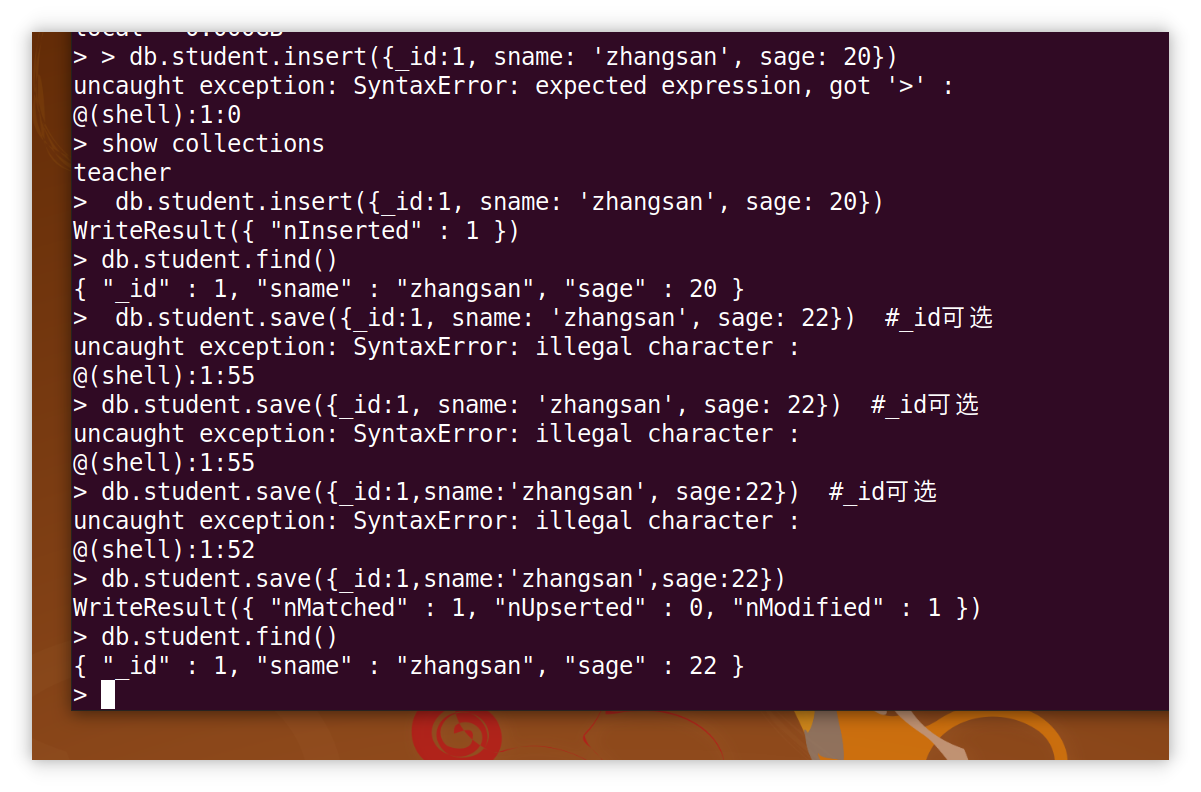 > > db.student.insert({_id:1, sname: 'zhangsan', sage: 20})
uncaught exception: SyntaxError: expected expression, got '>' :
@(shell):1:0
> show collections
teacher
>  db.student.insert({_id:1, sname: 'zhangsan', sage: 20})
WriteResult({ "nInserted" : 1 })
> db.student.find()
{ "_id" : 1, "sname" : "zhangsan", "sage" : 20 }
>  db.student.save({_id:1, sname: 'zhangsan', sage: 22})  #_id可选
uncaught exception: SyntaxError: illegal character :
@(shell):1:55
> db.student.save({_id:1, sname: 'zhangsan', sage: 22})  #_id可选
uncaught exception: SyntaxError: illegal character :
@(shell):1:55
> db.student.save({_id:1,sname:'zhangsan', sage:22})  #_id可选
uncaught exception: SyntaxError: illegal character :
@(shell):1:52
> db.student.save({_id:1,sname:'zhangsan',sage:22})
WriteResult({ "nMatched" : 1, "nUpserted" : 0, "nModified" : 1 })
> db.student.find()
{ "_id" : 1, "sname" : "zhangsan", "sage" : 22 }
>